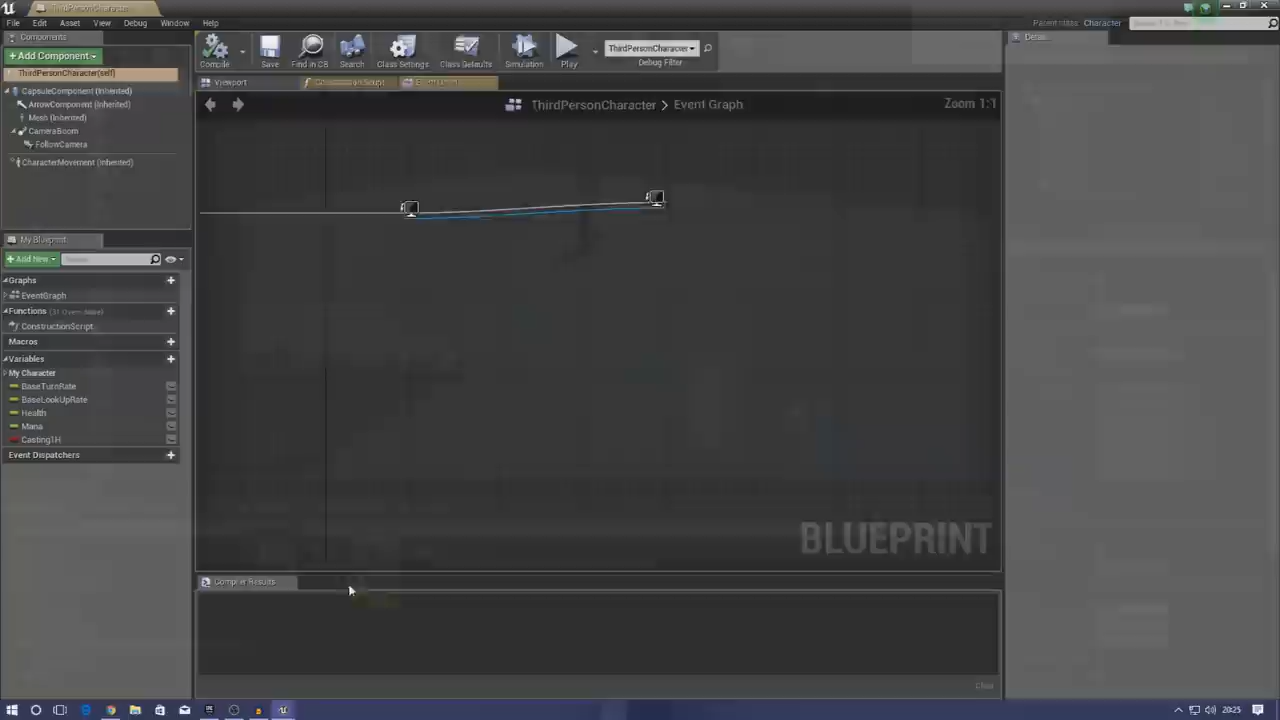 ThirdPersonCharacter
File Edit Asset View Debug Window Help
Parent class: Character
Components
+Add Component
ThirdPersonCharacter(self)
CapsuleComponent (Inherited)
ArrowComponent (Inherited)
Mesh (Inherited)
CameraBoom
FollowCamera
CharacterMovement (Inherited)
Compile
Save
Find in CB
Search
Class Settings
Class Defaults
Simulation
Play
ThirdPersonCharacter
Debug Filter
Viewport
Construction Script
Event Graph
ThirdPersonCharacter > Event Graph
Zoom 1:1
BLUEPRINT
Details
My Blueprint
+Add New
Search
Graphs
EventGraph
Functions
ConstructionScript
Macros
Variables
My Character
BaseTurnRate
BaseLookUpRate
Health
Mana
Casting1H
Event Dispatchers
Compiler Results
Clear
20:25